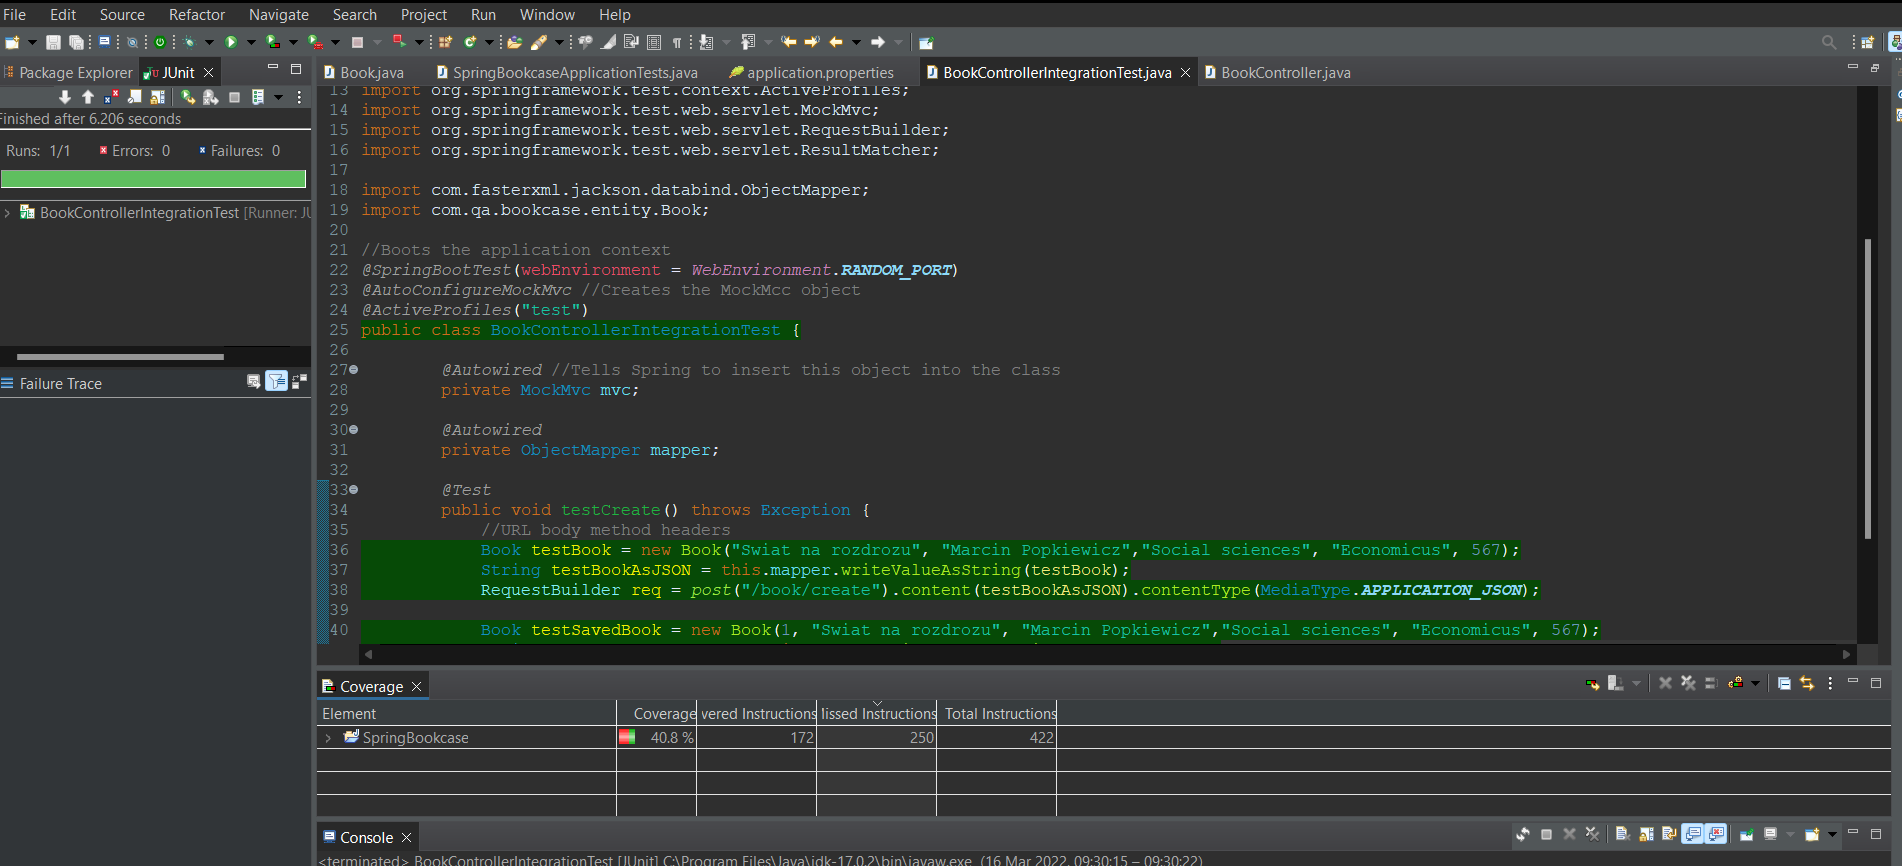 File Edit Source Refactor Navigate Search Project Run Window Help
Package Explorer JUnit
Finished after 6.206 seconds
Runs: 1/1 Errors: 0 Failures: 0
BookControllerIntegrationTest [Runner: JU
Failure Trace
Book.java SpringBookcaseApplicationTests.java application.properties BookControllerIntegrationTest.java BookController.java
13 import org.springframework.test.context.ActiveProfiles;
14 import org.springframework.test.web.servlet.MockMvc;
15 import org.springframework.test.web.servlet.RequestBuilder;
16 import org.springframework.test.web.servlet.ResultMatcher;
17
18 import com.fasterxml.jackson.databind.ObjectMapper;
19 import com.qa.bookcase.entity.Book;
20
21 //Boots the application context
22 @SpringBootTest(webEnvironment = WebEnvironment.RANDOM_PORT)
23 @AutoConfigureMockMvc //Creates the MockMcc object
24 @ActiveProfiles("test")
25 public class BookControllerIntegrationTest {
26
27 @Autowired //Tells Spring to insert this object into the class
28 private MockMvc mvc;
29
30 @Autowired
31 private ObjectMapper mapper;
32
33 @Test
34 public void testCreate() throws Exception {
35 //URL body method headers
36 Book testBook = new Book("Swiat na rozdrozu", "Marcin Popkiewicz","Social sciences", "Economicus", 567);
37 String testBookAsJSON = this.mapper.writeValueAsString(testBook);
38 RequestBuilder req = post("/book/create").content(testBookAsJSON).contentType(MediaType.APPLICATION_JSON);
39
40 Book testSavedBook = new Book(1, "Swiat na rozdrozu", "Marcin Popkiewicz","Social sciences", "Economicus", 567);
Coverage
Element Coverage vered Instructions lissed Instructions Total Instructions
SpringBookcase 40.8 % 172 250 422
Console
<terminated> BookControllerIntegrationTest [JUnit] C:\Program Files\Java\jdk-17.0.2\bin\javaw.exe (16 Mar 2022, 09:30:15 – 09:30:22)